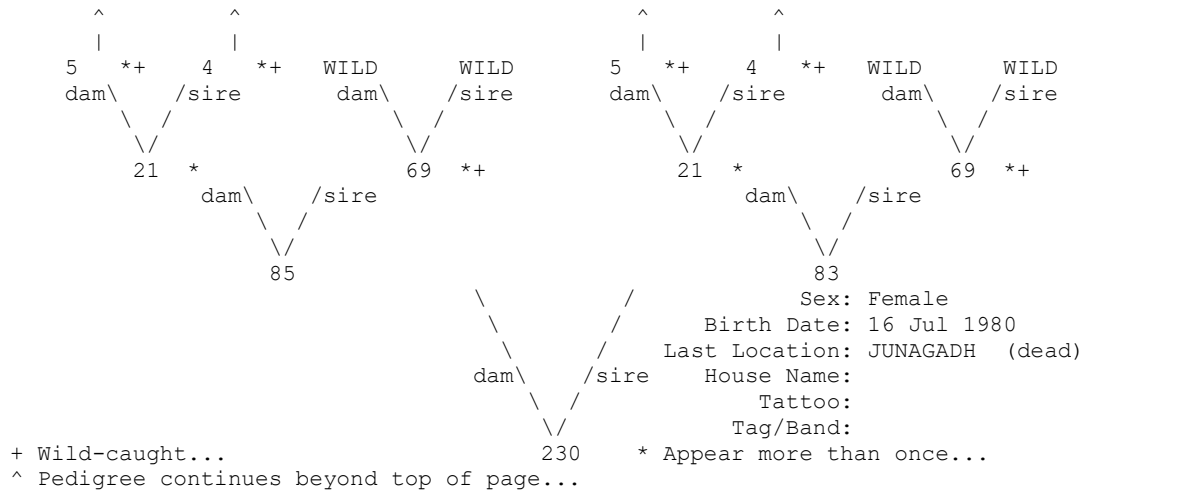 ^ ^ ^ ^
| | | |
5 *+ 4 *+ WILD WILD 5 *+ 4 *+ WILD WILD
dam\ /sire dam\ /sire dam\ /sire dam\ /sire
\ / \ / \ / \ /
\/ \/ \/ \/
21 * 69 *+ 21 * 69 *+
dam\ /sire dam\ /sire
\ / \ /
\/ \/
85 83
\ / Sex: Female
\ / Birth Date: 16 Jul 1980
\ / Last Location: JUNAGADH (dead)
dam\ /sire House Name:
\ / Tattoo:
\/ Tag/Band:
+ Wild-caught... 230 * Appear more than once...
^ Pedigree continues beyond top of page...